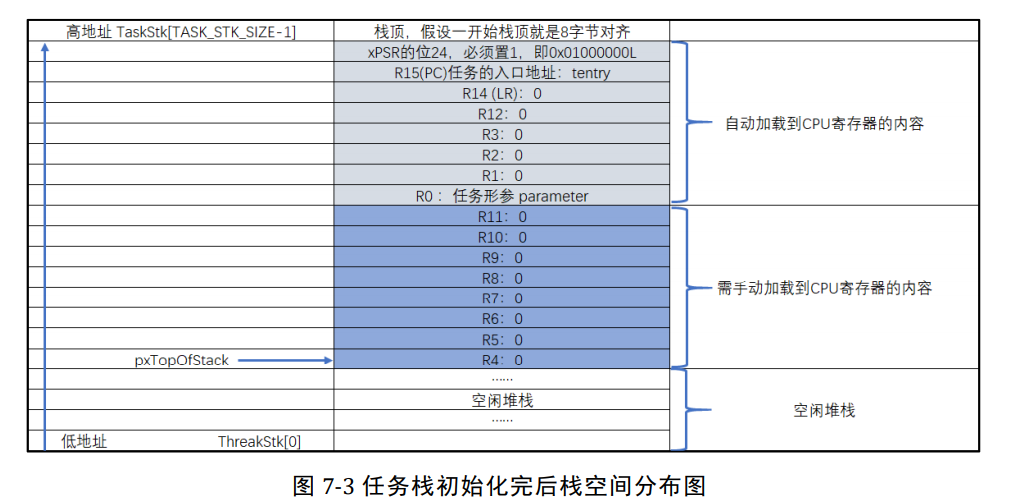 高地址 TaskStk[TASK_STK_SIZE-1] 栈顶，假设一开始栈顶就是8字节对齐
xPSR的位24，必须置1，即0x01000000L
R15(PC)任务的入口地址：tentry
R14 (LR)：0
R12：0
R3：0
R2：0
R1：0
R0 ：任务形参 parameter
自动加载到CPU寄存器的内容
R11：0
R10：0
R9：0
R8：0
R7：0
R6：0
R5：0
pxTopOfStack R4：0
需手动加载到CPU寄存器的内容
……
空闲堆栈
……
空闲堆栈
低地址 ThreakStk[0]
图 7-3 任务栈初始化完后栈空间分布图